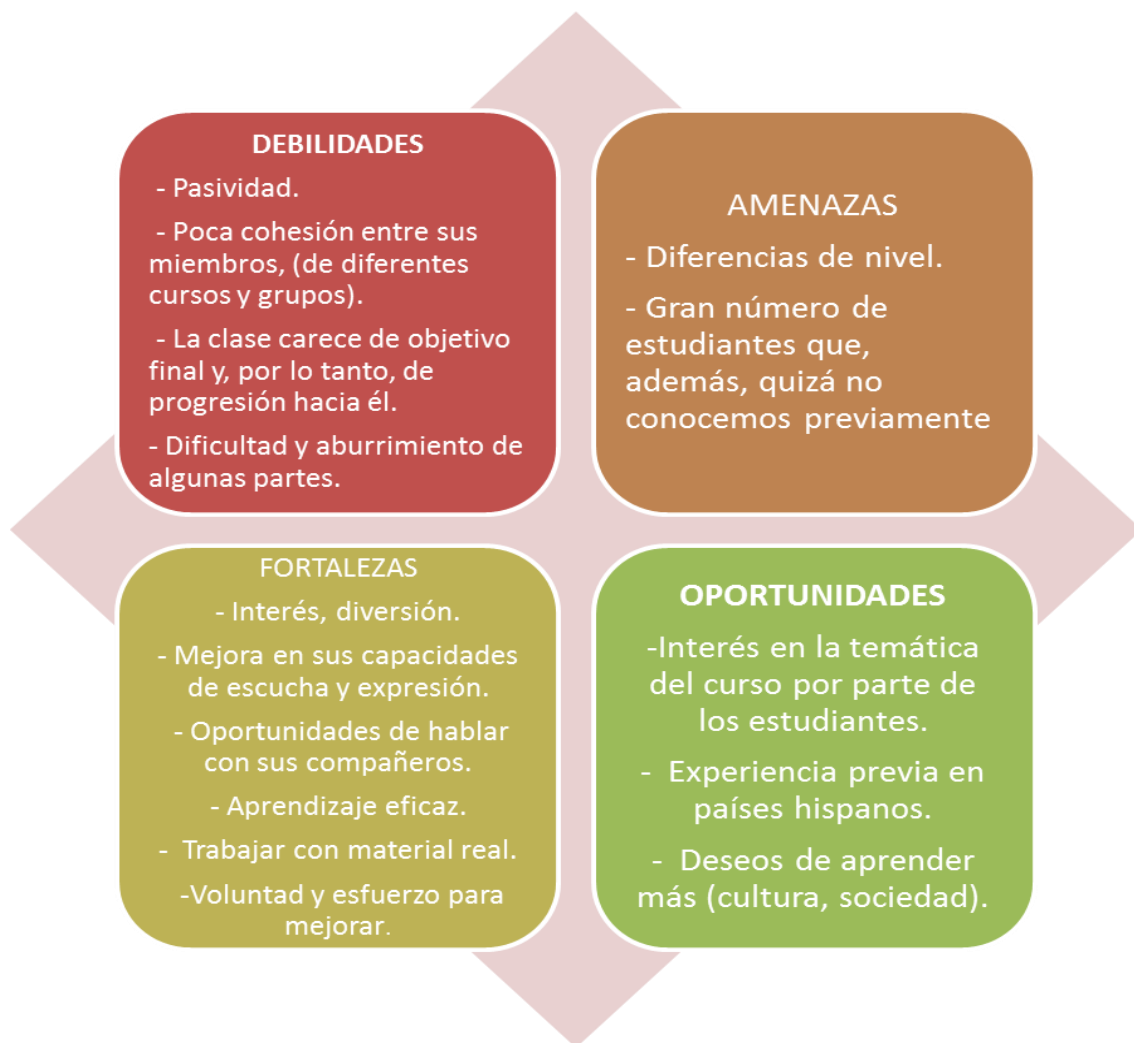 DEBILIDADES
- Pasividad.
- Poca cohesión entre sus
miembros, (de diferentes
cursos y grupos).
- La clase carece de objetivo
final y, por lo tanto, de
progresión hacia él.
- Dificultad y aburrimiento de
algunas partes.
AMENAZAS
- Diferencias de nivel.
- Gran número de
estudiantes que,
además, quizá no
conocemos previamente
FORTALEZAS
- Interés, diversión.
- Mejora en sus capacidades
de escucha y expresión.
- Oportunidades de hablar
con sus compañeros.
- Aprendizaje eficaz.
- Trabajar con material real.
-Voluntad y esfuerzo para
mejorar.
OPORTUNIDADES
-Interés en la temática
del curso por parte de
los estudiantes.
- Experiencia previa en
países hispanos.
- Deseos de aprender
más (cultura, sociedad).